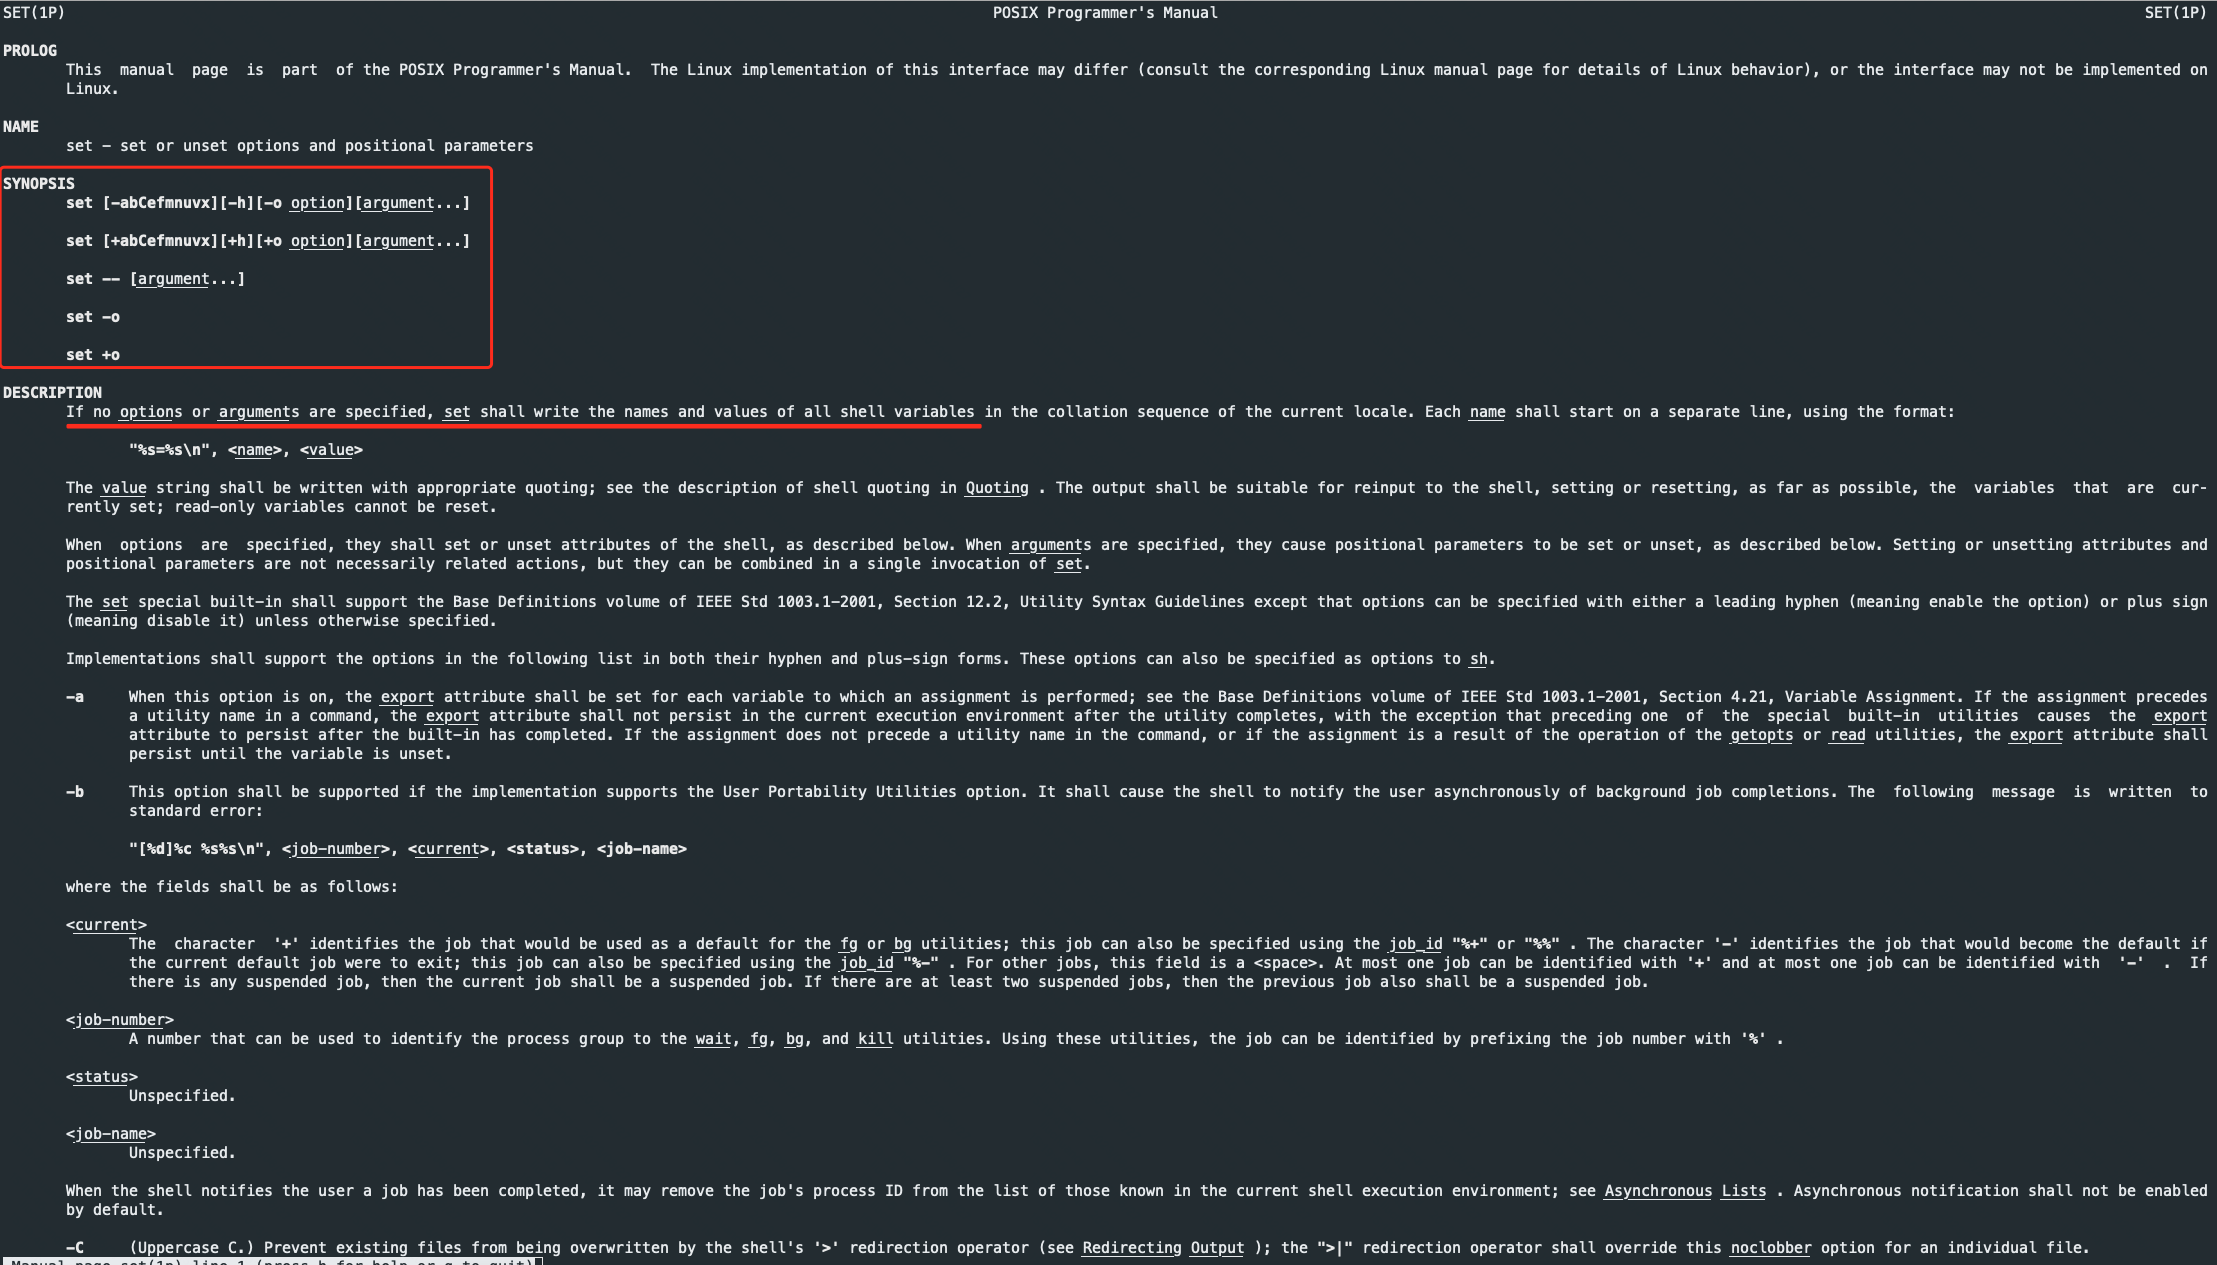 SET(1P) POSIX Programmer's Manual SET(1P)
PROLOG
This manual page is part of the POSIX Programmer's Manual. The Linux implementation of this interface may differ (consult the corresponding Linux manual page for details of Linux behavior), or the interface may not be implemented on
Linux.
NAME
set - set or unset options and positional parameters
SYNOPSIS
set [-abCefmnuvx][-h][-o option][argument...]
set [+abCefmnuvx][+h][+o option][argument...]
set -- [argument...]
set -o
set +o
DESCRIPTION
If no options or arguments are specified, set shall write the names and values of all shell variables in the collation sequence of the current locale. Each name shall start on a separate line, using the format:
"%s=%s\n", <name>, <value>
The value string shall be written with appropriate quoting; see the description of shell quoting in Quoting . The output shall be suitable for reinput to the shell, setting or resetting, as far as possible, the variables that are cur-
rently set; read-only variables cannot be reset.
When options are specified, they shall set or unset attributes of the shell, as described below. When arguments are specified, they cause positional parameters to be set or unset, as described below. Setting or unsetting attributes and
positional parameters are not necessarily related actions, but they can be combined in a single invocation of set.
The set special built-in shall support the Base Definitions volume of IEEE Std 1003.1-2001, Section 12.2, Utility Syntax Guidelines except that options can be specified with either a leading hyphen (meaning enable the option) or plus sign
(meaning disable it) unless otherwise specified.
Implementations shall support the options in the following list in both their hyphen and plus-sign forms. These options can also be specified as options to sh.
-a When this option is on, the export attribute shall be set for each variable to which an assignment is performed; see the Base Definitions volume of IEEE Std 1003.1-2001, Section 4.21, Variable Assignment. If the assignment precedes
a utility name in a command, the export attribute shall not persist in the current execution environment after the utility completes, with the exception that preceding one of the special built-in utilities causes the export
attribute to persist after the built-in has completed. If the assignment does not precede a utility name in the command, or if the assignment is a result of the operation of the getopts or read utilities, the export attribute shall
persist until the variable is unset.
-b This option shall be supported if the implementation supports the User Portability Utilities option. It shall cause the shell to notify the user asynchronously of background job completions. The following message is written to
standard error:
"[%d]%c %s%s\n", <job-number>, <current>, <status>, <job-name>
where the fields shall be as follows:
<current>
The character '+' identifies the job that would be used as a default for the fg or bg utilities; this job can also be specified using the job_id "%+" or "%%" . The character '-' identifies the job that would become the default if
the current default job were to exit; this job can also be specified using the job_id "%-" . For other jobs, this field is a <space>. At most one job can be identified with '+' and at most one job can be identified with '-' . If
there is any suspended job, then the current job shall be a suspended job. If there are at least two suspended jobs, then the previous job also shall be a suspended job.
<job-number>
A number that can be used to identify the process group to the wait, fg, bg, and kill utilities. Using these utilities, the job can be identified by prefixing the job number with '%' .
<status>
Unspecified.
<job-name>
Unspecified.
When the shell notifies the user a job has been completed, it may remove the job's process ID from the list of those known in the current shell execution environment; see Asynchronous Lists . Asynchronous notification shall not be enabled
by default.
-C (Uppercase C.) Prevent existing files from being overwritten by the shell's '>' redirection operator (see Redirecting Output ); the ">|" redirection operator shall override this noclobber option for an individual file.
Manual page set(1p) line 1 (press h for help or q to quit)